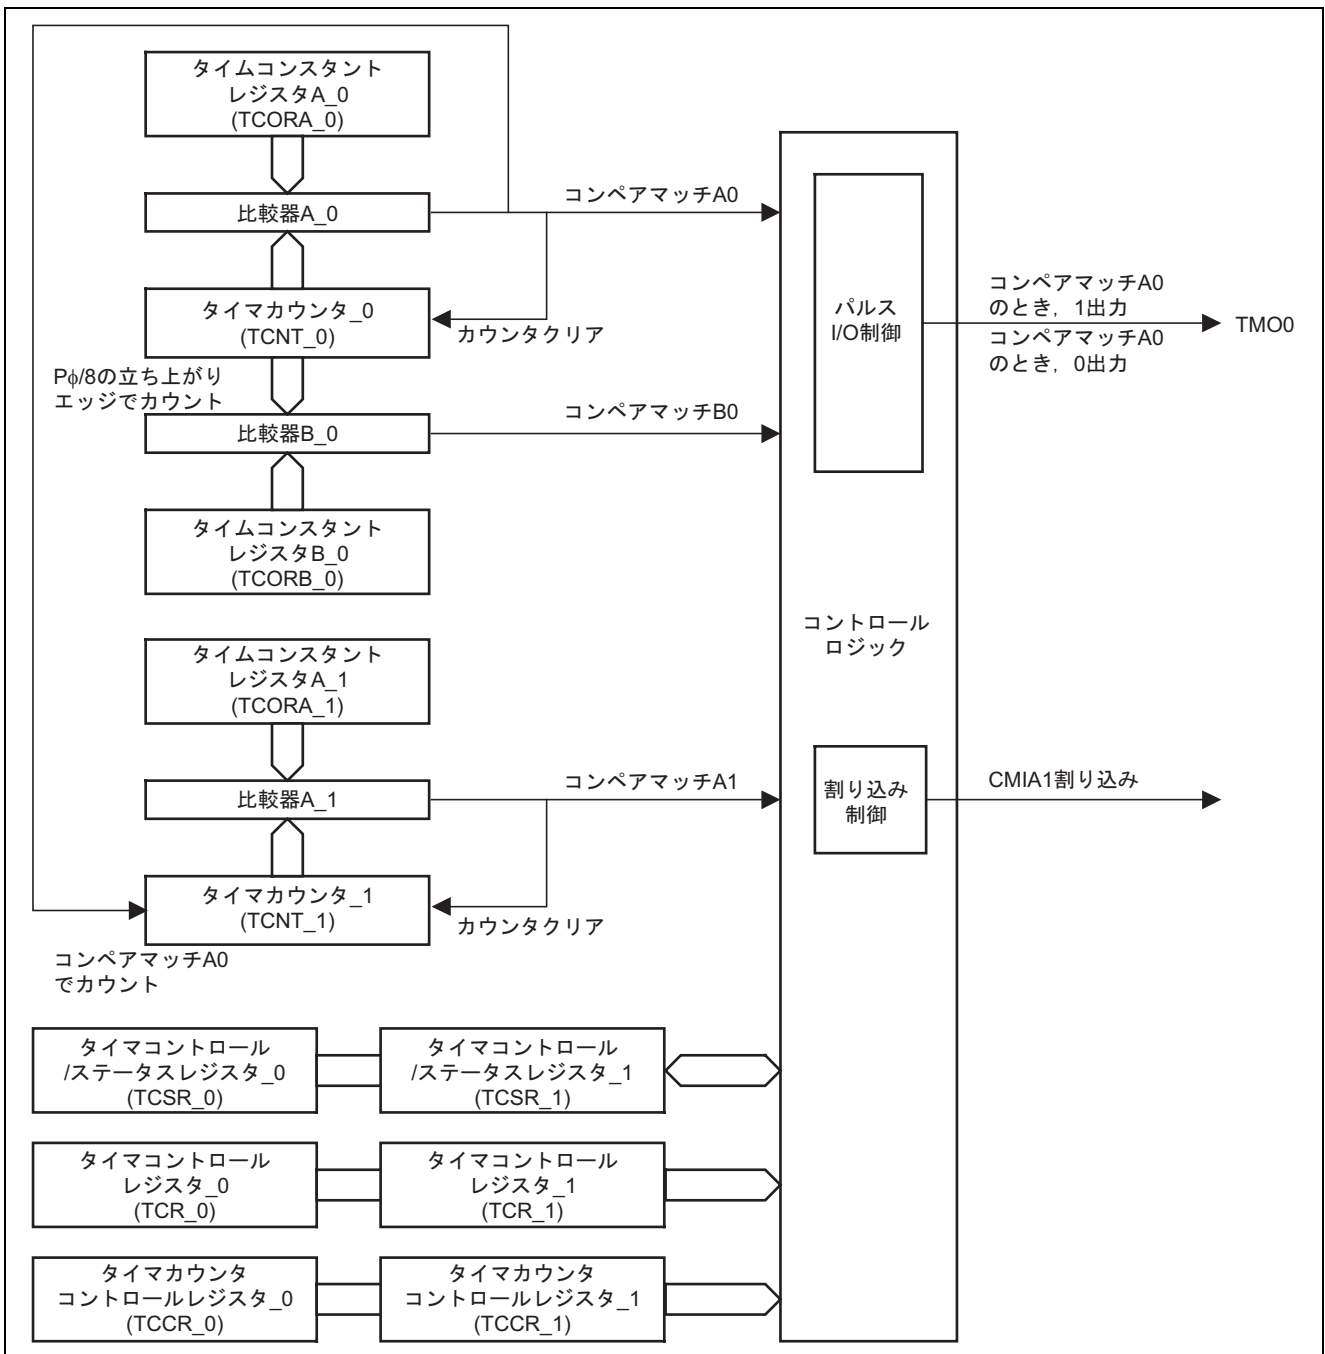 タイムコンスタント
レジスタA_0
(TCORA_0)
比較器A_0
コンペアマッチA0
タイマカウンタ_0
(TCNT_0)
カウンタクリア
Pφ/8の立ち上がり
エッジでカウント
比較器B_0
コンペアマッチB0
タイムコンスタント
レジスタB_0
(TCORB_0)
パルス
I/O制御
コンペアマッチA0
のとき，1出力
コンペアマッチA0
のとき，0出力
TMO0
コントロール
ロジック
タイムコンスタント
レジスタA_1
(TCORA_1)
比較器A_1
コンペアマッチA1
割り込み
制御
CMIA1割り込み
タイマカウンタ_1
(TCNT_1)
カウンタクリア
コンペアマッチA0
でカウント
タイマコントロール
/ステータスレジスタ_0
(TCSR_0)
タイマコントロール
/ステータスレジスタ_1
(TCSR_1)
タイマコントロール
レジスタ_0
(TCR_0)
タイマコントロール
レジスタ_1
(TCR_1)
タイマカウンタ
コントロールレジスタ_0
(TCCR_0)
タイマカウンタ
コントロールレジスタ_1
(TCCR_1)